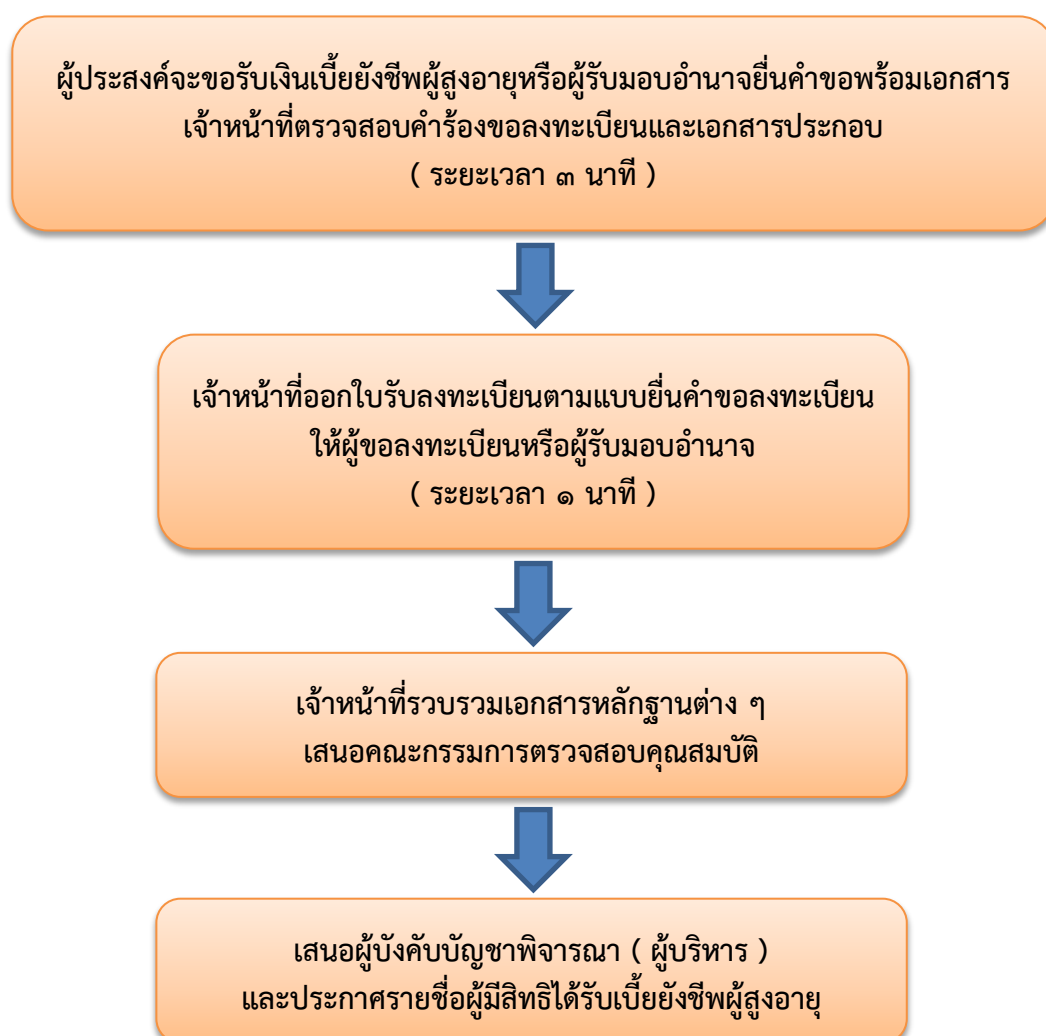 ผู้ประสงค์จะขอรับเงินเบี้ยยังชีพผู้สูงอายุหรือผู้รับมอบอำนาจยื่นคำขอพร้อมเอกสาร
เจ้าหน้าที่ตรวจสอบคำร้องขอลงทะเบียนและเอกสารประกอบ
( ระยะเวลา ๓ นาที )
เจ้าหน้าที่ออกใบรับลงทะเบียนตามแบบยื่นคำขอลงทะเบียน
ให้ผู้ขอลงทะเบียนหรือผู้รับมอบอำนาจ
( ระยะเวลา ๑ นาที )
เจ้าหน้าที่รวบรวมเอกสารหลักฐานต่าง ๆ
เสนอคณะกรรมการตรวจสอบคุณสมบัติ
เสนอผู้บังคับบัญชาพิจารณา ( ผู้บริหาร )
และประกาศรายชื่อผู้มีสิทธิได้รับเบี้ยยังชีพผู้สูงอายุ